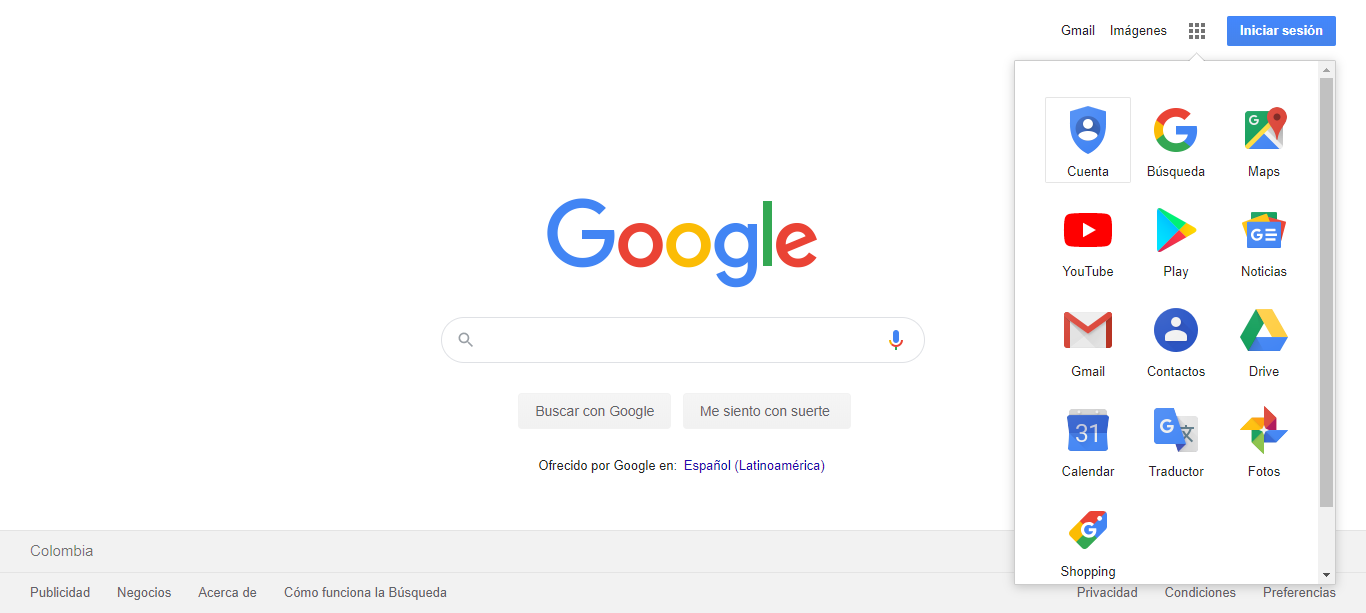 Gmail Imágenes Iniciar sesión
Google
Buscar con Google Me siento con suerte
Ofrecido por Google en: Español (Latinoamérica)
Cuenta Búsqueda Maps
G
YouTube Play Noticias
GE
Gmail Contactos Drive
31 G 文
Calendar Traductor Fotos
G
Shopping
Colombia
Publicidad Negocios Acerca de Cómo funciona la Búsqueda Privacidad Condiciones Preferencias